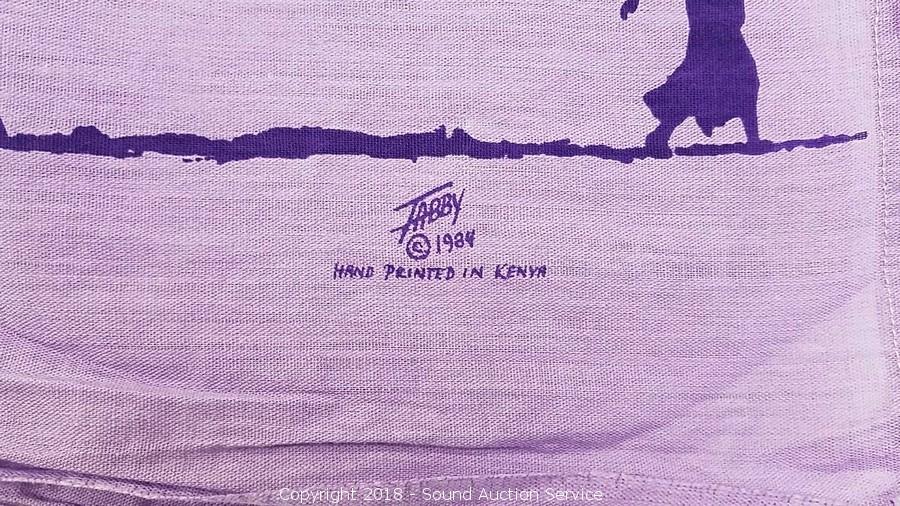 TABBY
© 1984
HAND PRINTED IN KENYA
Copyright 2018 - Sound Auction Service